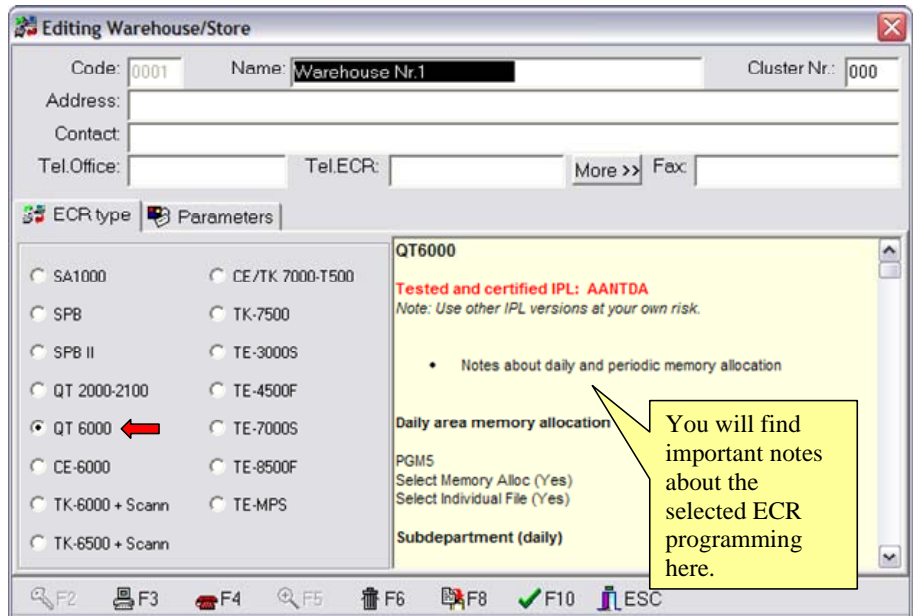 Editing Warehouse/Store
Code: 0001 Name: Warehouse Nr.1 Cluster Nr.: 000
Address:
Contact:
Tel.Office: Tel.ECR: More >> Fax:
ECR type Parameters
SA1000 CE/TK 7000-T500
SPB TK-7500
SPB II TE-3000S
QT 2000-2100 TE-4500F
QT 6000 TE-7000S
CE-6000 TE-8500F
TK-6000 + Scann TE-MPS
TK-6500 + Scann
QT6000
Tested and certified IPL: AANTDA
Note: Use other IPL versions at your own risk.
• Notes about daily and periodic memory allocation
Daily area memory allocation
PGM5
Select Memory Alloc (Yes)
Select Individual File (Yes)
Subdepartment (daily)
You will find
important notes
about the
selected ECR
programming
here.
F2 F3 F4 F5 F6 F8 F10 ESC